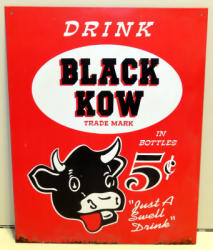 DRINK
BLACK
KOW
TRADE MARK
IN
BOTTLES
5¢
"Just A
Swell
Drink"